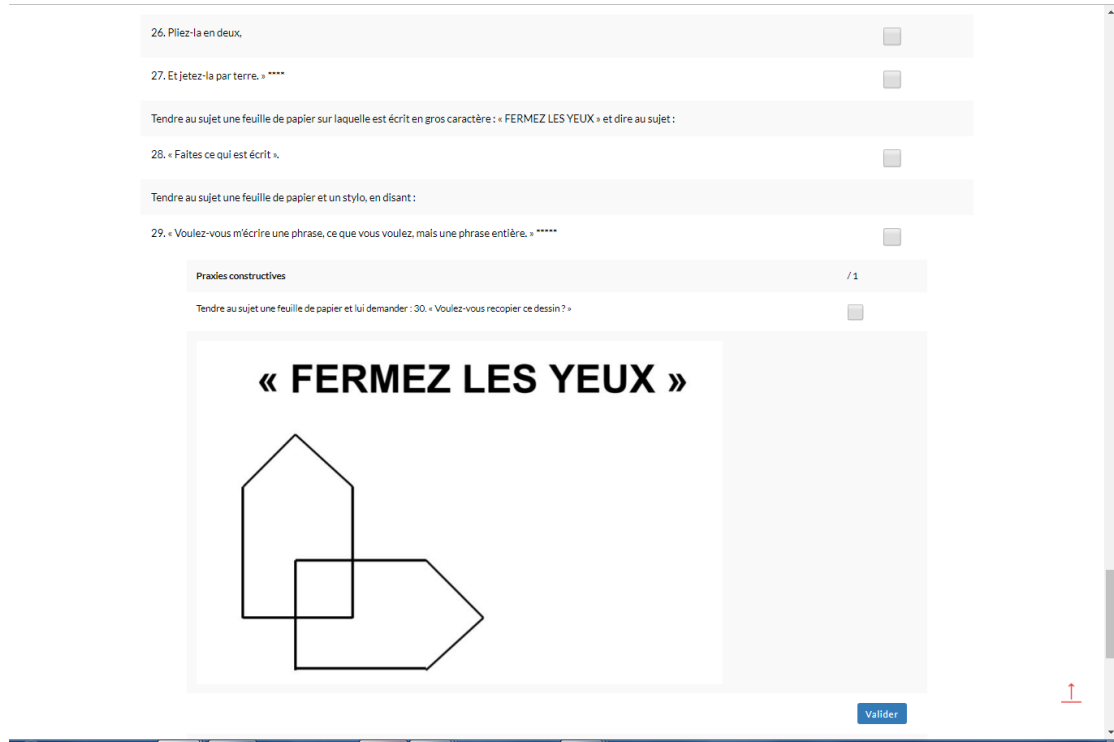 26. Pliez-la en deux,
27. Et jetez-la par terre. » ****
Tendre au sujet une feuille de papier sur laquelle est écrit en gros caractère : « FERMEZ LES YEUX » et dire au sujet :
28. « Faites ce qui est écrit ».
Tendre au sujet une feuille de papier et un stylo, en disant :
29. « Voulez-vous m'écrire une phrase, ce que vous voulez, mais une phrase entière. » *****
Praxies constructives / 1
Tendre au sujet une feuille de papier et lui demander : 30. « Voulez-vous recopier ce dessin ? »
« FERMEZ LES YEUX »
Valider